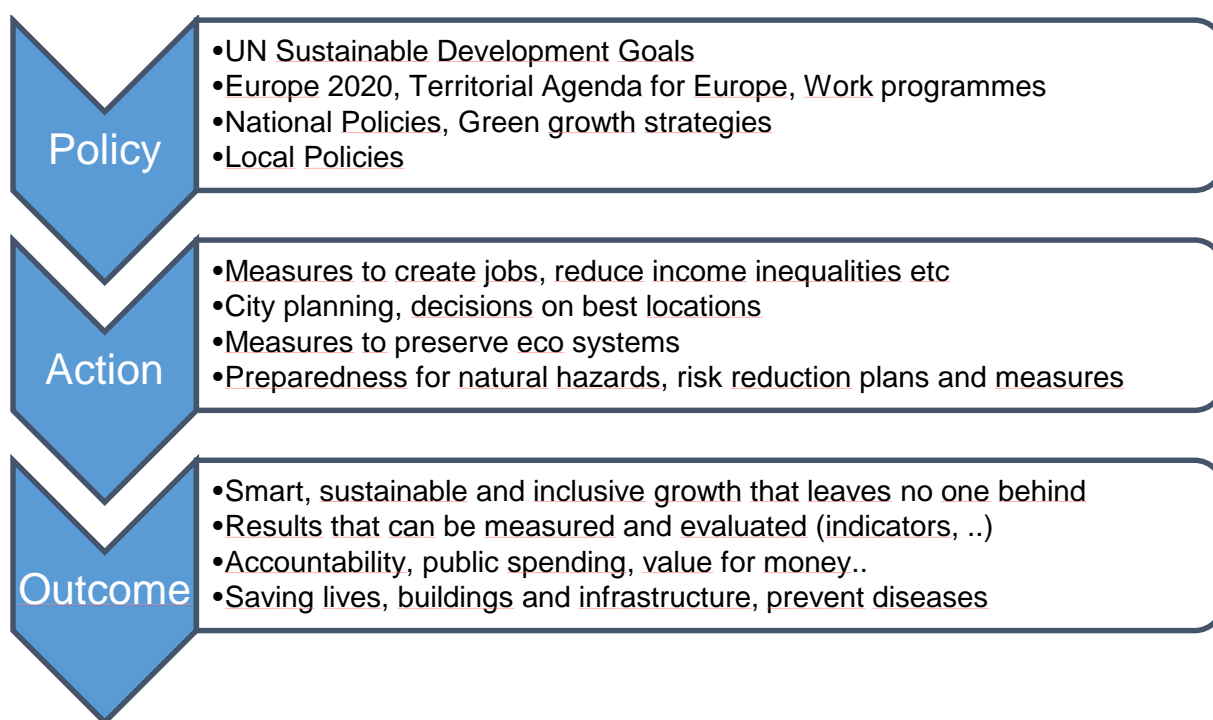 Policy
•UN Sustainable Development Goals
•Europe 2020, Territorial Agenda for Europe, Work programmes
•National Policies, Green growth strategies
•Local Policies
Action
•Measures to create jobs, reduce income inequalities etc
•City planning, decisions on best locations
•Measures to preserve eco systems
•Preparedness for natural hazards, risk reduction plans and measures
Outcome
•Smart, sustainable and inclusive growth that leaves no one behind
•Results that can be measured and evaluated (indicators, ..)
•Accountability, public spending, value for money..
•Saving lives, buildings and infrastructure, prevent diseases